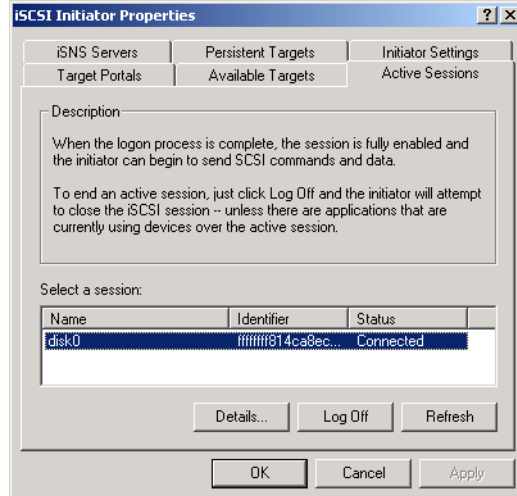 iSCSI Initiator Properties
iSNS Servers Persistent Targets Initiator Settings
Target Portals Available Targets Active Sessions
Description
When the logon process is complete, the session is fully enabled and
the initiator can begin to send SCSI commands and data.
To end an active session, just click Log Off and the initiator will attempt
to close the iSCSI session -- unless there are applications that are
currently using devices over the active session.
Select a session:
Name Identifier Status
disk0 ffffffff814ca8ec... Connected
Details... Log Off Refresh
OK Cancel Apply